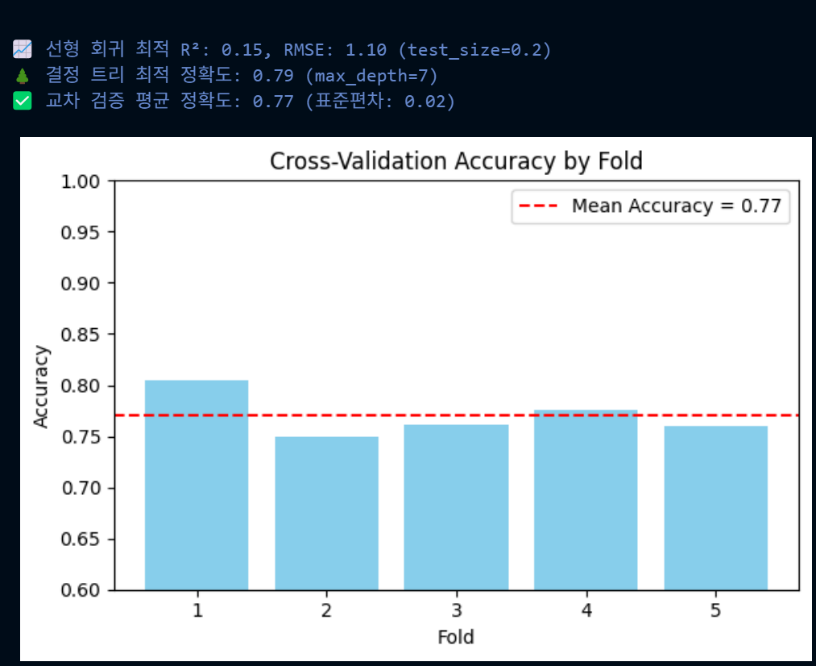 📈 선형 회귀 최적 R²: 0.15, RMSE: 1.10 (test_size=0.2)
🌲 결정 트리 최적 정확도: 0.79 (max_depth=7)
✅ 교차 검증 평균 정확도: 0.77 (표준편차: 0.02)
Cross-Validation Accuracy by Fold
Mean Accuracy = 0.77
1.00
0.95
0.90
0.85
0.80
0.75
0.70
0.65
0.60
Accuracy
1 2 3 4 5
Fold